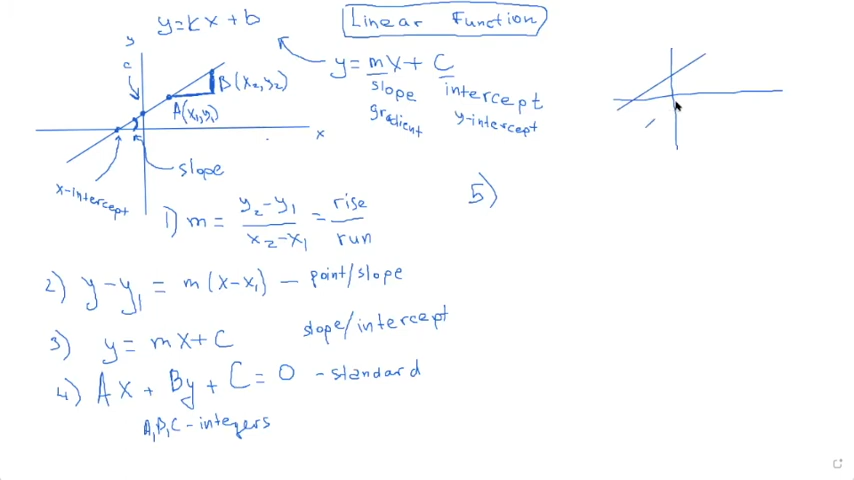 y=kx+b
Linear Function
y
c
y=mx+C
slope
intercept
gradient
y-intercept
B(x₂,y₂)
A(x₁,y₁)
x
slope
x-intercept
1) m = y₂-y₁/x₂-x₁ = rise/run
2) y-y₁ = m(x-x₁) - point/slope
3) y = mx+C slope/intercept
4) Ax + By + C = 0 - standard
A,B,C - integers
5)